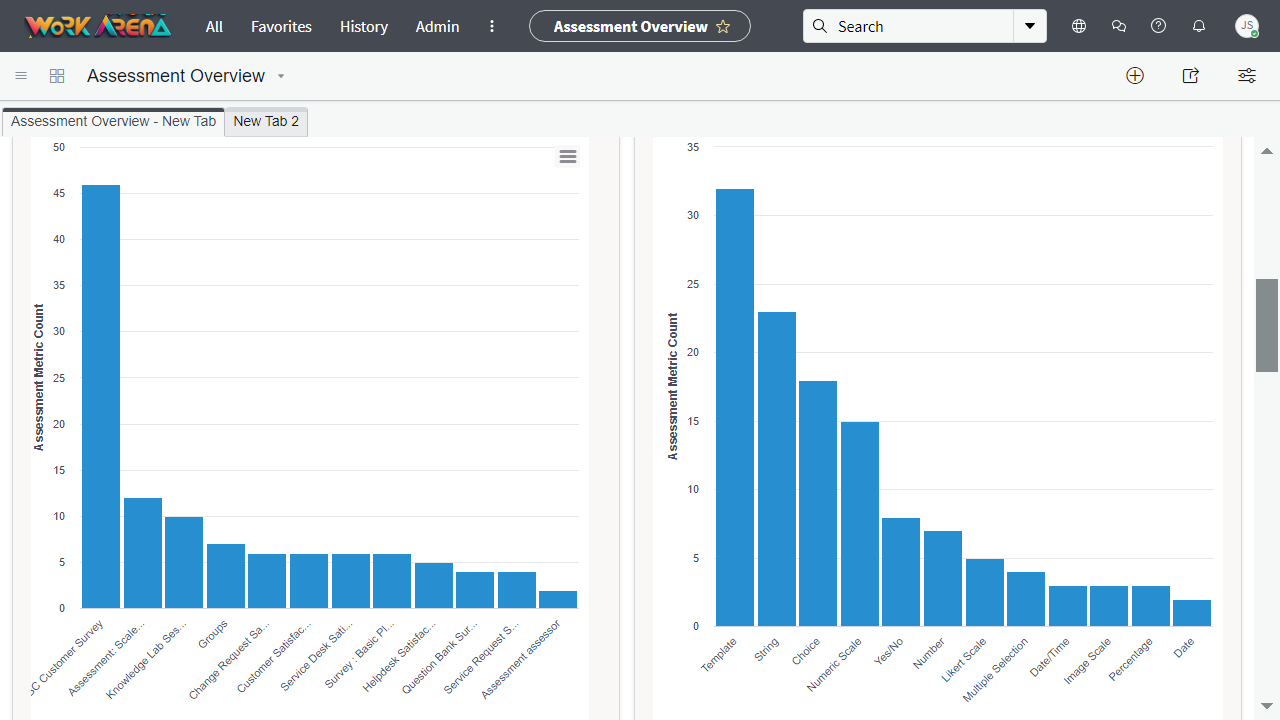 WORK ARENA
All
Favorites
History
Admin
Assessment Overview
Search
JS
Assessment Overview
Assessment Overview - New Tab
New Tab 2
50
45
40
35
30
25
20
15
10
5
0
Assessment Metric Count
SC Customer Survey
Assessment: Scale...
Knowledge Lab Ses...
Groups
Change Request Sa...
Customer Satisfac...
Service Desk Sati...
Survey : Basic Pl...
Helpdesk Satisfac...
Question Bank Sur...
Service Request S...
Assessment assessor
35
30
25
20
15
10
5
0
Assessment Metric Count
Template
String
Choice
Numeric Scale
Yes/No
Number
Likert Scale
Multiple Selection
Date/Time
Image Scale
Percentage
Date